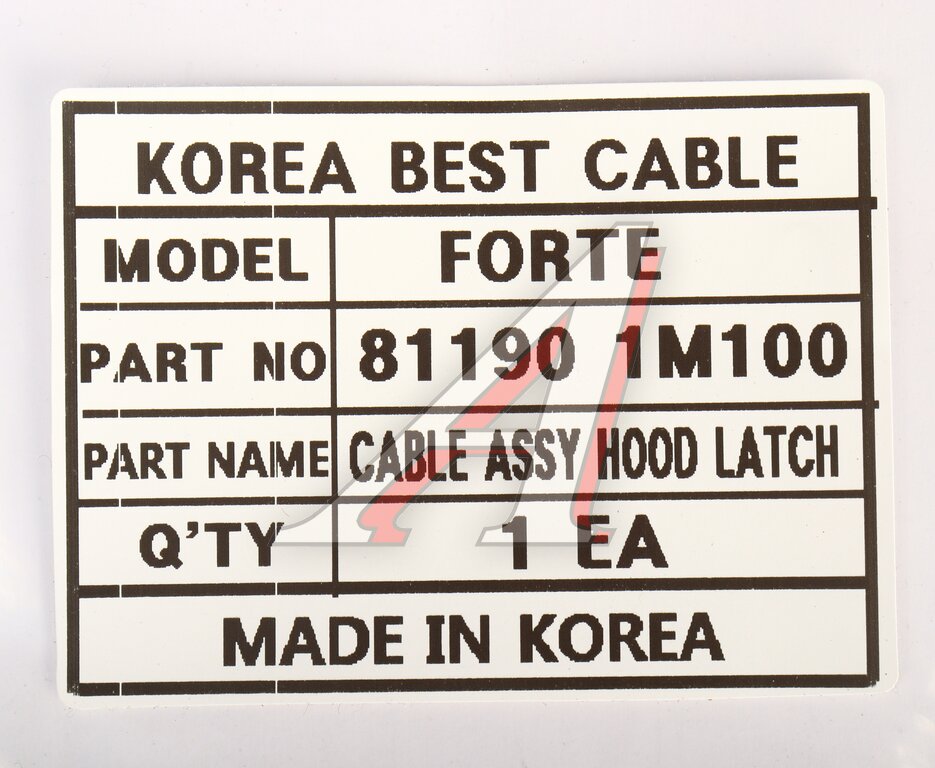 KOREA BEST CABLE
MODEL FORTE
PART NO 81190 1M100
PART NAME CABLE ASSY HOOD LATCH
Q'TY 1 EA
MADE IN KOREA